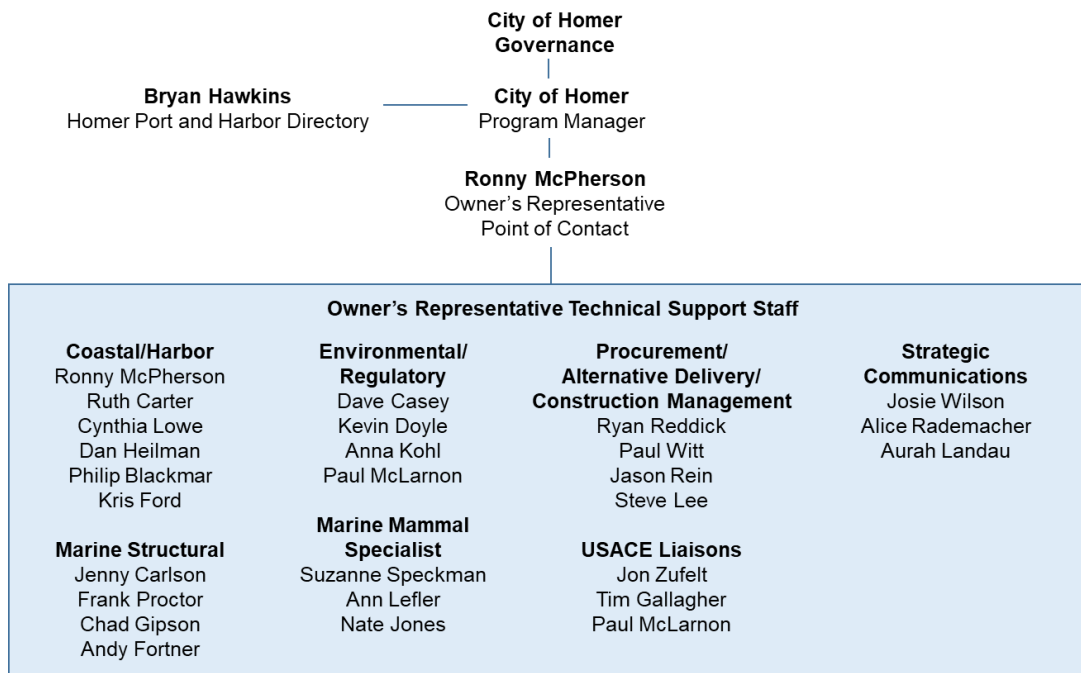 City of Homer
Governance
Bryan Hawkins
Homer Port and Harbor Directory
City of Homer
Program Manager
Ronny McPherson
Owner's Representative
Point of Contact
Owner's Representative Technical Support Staff
Coastal/Harbor
Ronny McPherson
Ruth Carter
Cynthia Lowe
Dan Heilman
Philip Blackmar
Kris Ford
Marine Structural
Jenny Carlson
Frank Proctor
Chad Gipson
Andy Fortner
Environmental/
Regulatory
Dave Casey
Kevin Doyle
Anna Kohl
Paul McLarnon
Marine Mammal
Specialist
Suzanne Speckman
Ann Lefler
Nate Jones
Procurement/
Alternative Delivery/
Construction Management
Ryan Reddick
Paul Witt
Jason Rein
Steve Lee
USACE Liaisons
Jon Zufelt
Tim Gallagher
Paul McLarnon
Strategic
Communications
Josie Wilson
Alice Rademacher
Aurah Landau